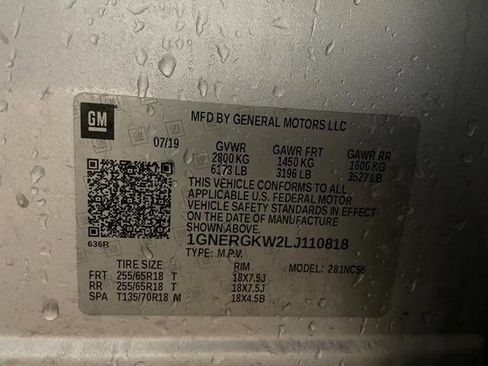 GM
MFD BY GENERAL MOTORS LLC
07/19 GVWR GAWR FRT GAWR RR
2800 KG 1450 KG 1600 KG
6173 LB 3196 LB 3527 LB
THIS VEHICLE CONFORMS TO ALL
APPLICABLE U.S. FEDERAL MOTOR
VEHICLE SAFETY STANDARDS IN
EFFECT ON THE DATE OF MANUFACTURE
SHOWN ABOVE.
636R
1GNERGKW2LJ110818
TYPE: M.P.V.
TIRE SIZE RIM MODEL: 281NC56
FRT 255/65R18 T 18X7.5J
RR 255/65R18 T 18X7.5J
SPA T135/70R18 M 18X4.5B